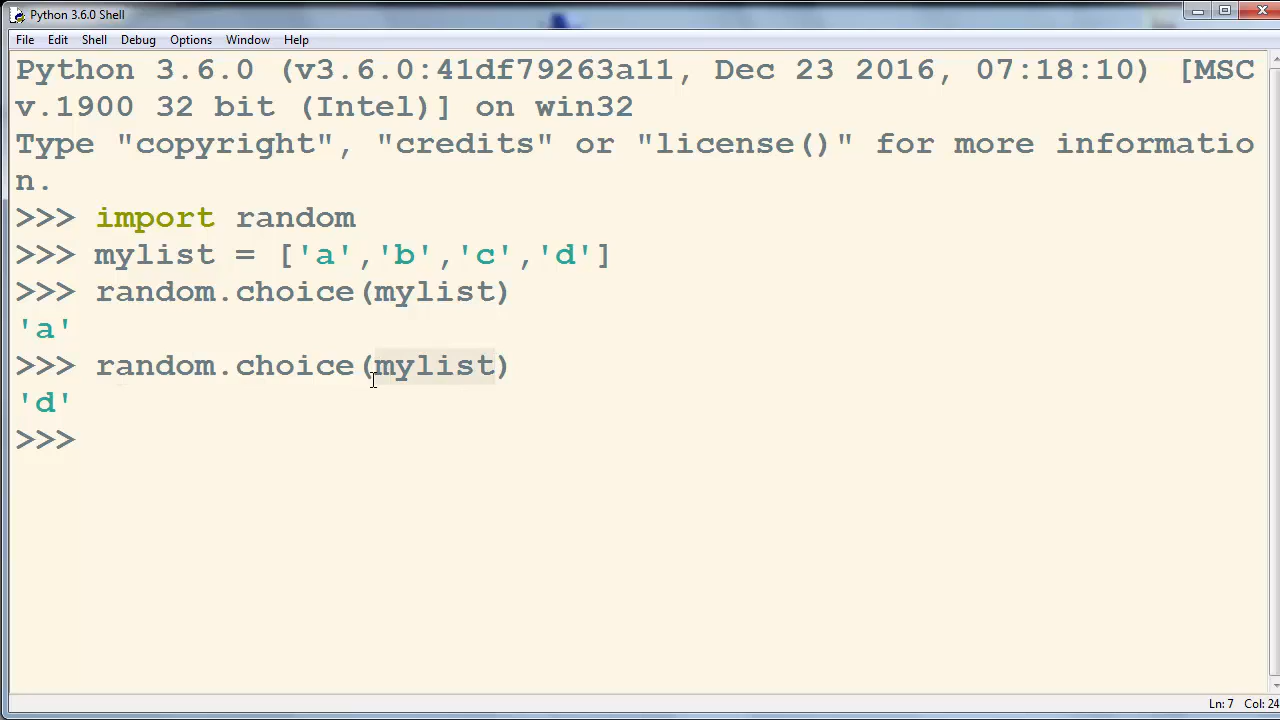 Python 3.6.0 Shell
File Edit Shell Debug Options Window Help
Python 3.6.0 (v3.6.0:41df79263a11, Dec 23 2016, 07:18:10) [MSC
v.1900 32 bit (Intel)] on win32
Type "copyright", "credits" or "license()" for more informatio
n.
>>> import random
>>> mylist = ['a','b','c','d']
>>> random.choice(mylist)
'a'
>>> random.choice(mylist)
'd'
>>>
Ln: 7 Col: 24